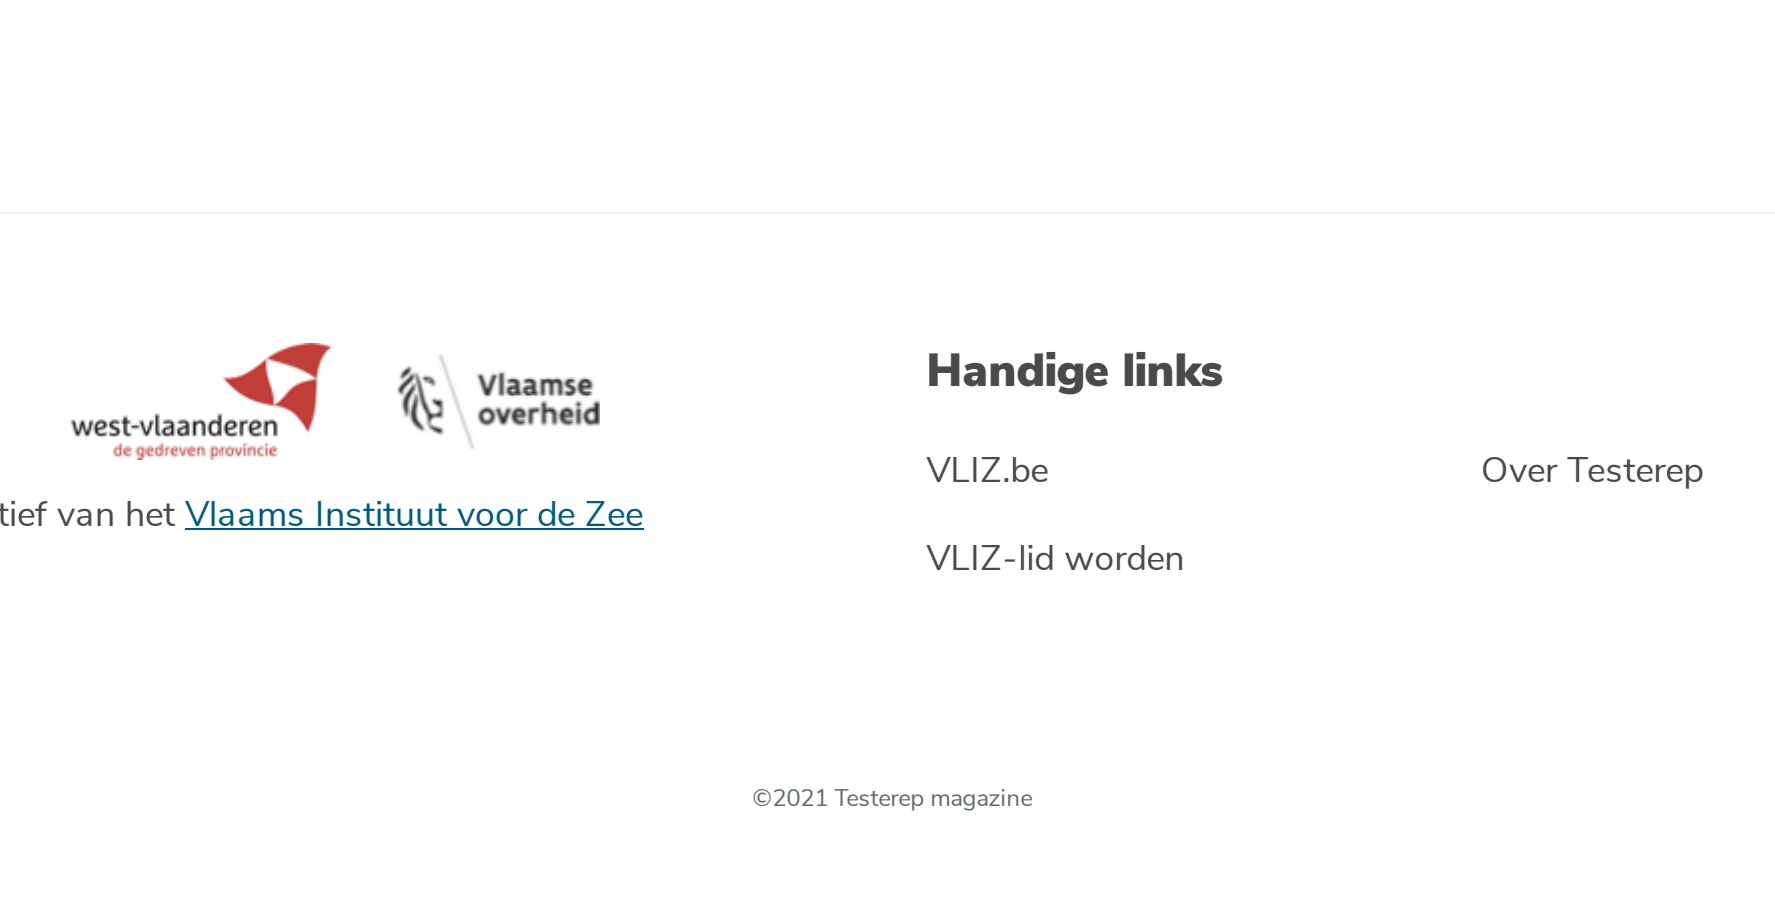 west-vlaanderen
de gedreven provincie
Vlaamse
overheid
tief van het Vlaams Instituut voor de Zee
Handige links
VLIZ.be
Over Testerep
VLIZ-lid worden
©2021 Testerep magazine